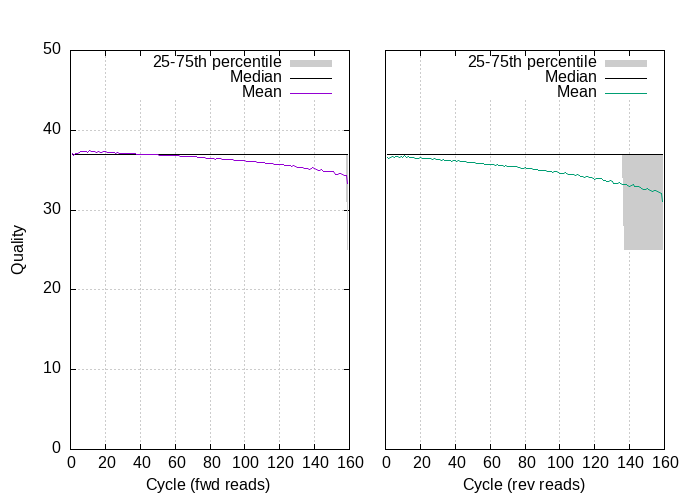 50
40
30
20
10
0
Quality
25-75th percentile
Median
Mean
0 20 40 60 80 100 120 140 160
Cycle (fwd reads)
25-75th percentile
Median
Mean
0 20 40 60 80 100 120 140 160
Cycle (rev reads)